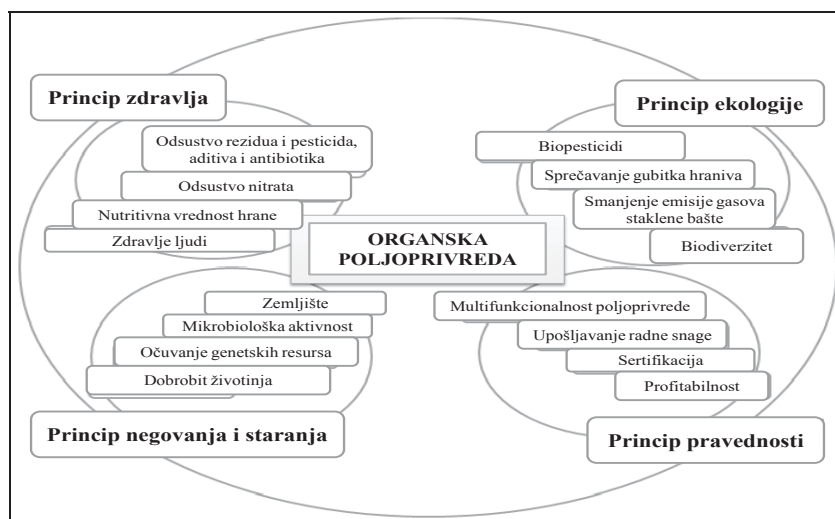 Princip zdravlja
Odsustvo rezidua i pesticida,
aditiva i antibiotika
Odsustvo nitrata
Nutritivna vrednost hrane
Zdravlje ljudi
Princip ekologije
Biopesticidi
Sprečavanje gubitka hraniva
Smanjenje emisije gasova
staklene bašte
Biodiverzitet
ORGANSKA
POLJOPRIVREDA
Zemljište
Mikrobiološka aktivnost
Očuvanje genetskih resursa
Dobrobit životinja
Princip negovanja i staranja
Multifunkcionalnost poljoprivrede
Upošljavanje radne snage
Sertifikacija
Profitabilnost
Princip pravednosti